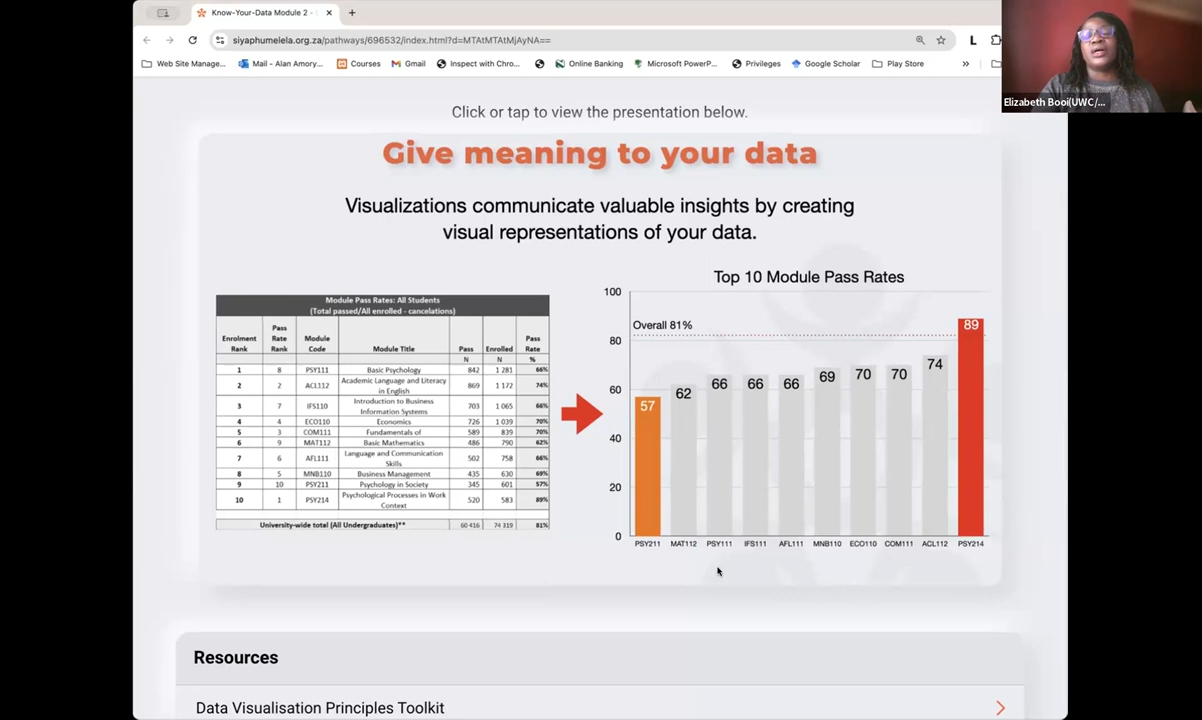 Know-Your-Data Module 2 -
siyaphumelela.org.za/pathways/696532/index.html?d=MTAtMTAtMjAyNA==
Web Site Manage...
Mail – Alan Amory...
Courses
Gmail
Inspect with Chro...
Online Banking
Microsoft PowerP...
Privileges
Google Scholar
Play Store
»
L
Elizabeth Booi(UWC/...
Click or tap to view the presentation below.
Give meaning to your data
Visualizations communicate valuable insights by creating
visual representations of your data.
Module Pass Rates: All Students
(Total passed/All enrolled - cancelations)
Enrolment Rank Pass Rate Rank Module Code Module Title Pass Enrolled Pass Rate
N N %
1 8 PSY111 Basic Psychology 842 1 281 66%
2 2 ACL112 Academic Language and Literacy in English 869 1 172 74%
3 7 IFS110 Introduction to Business Information Systems 703 1 065 66%
4 4 ECO110 Economics 726 1 039 70%
5 3 COM111 Fundamentals of 589 839 70%
6 9 MAT112 Basic Mathematics 486 790 62%
7 6 AFL111 Language and Communication Skills 502 758 66%
8 5 MNB110 Business Management 435 630 69%
9 10 PSY211 Psychology in Society 345 601 57%
10 1 PSY214 Psychological Processes in Work Context 520 583 89%
University-wide total (All Undergraduates)** 60 416 74 319 81%
Top 10 Module Pass Rates
100
80
60
40
20
0
Overall 81%
57 62 66 66 66 69 70 70 74 89
PSY211 MAT112 PSY111 IFS111 AFL111 MNB110 ECO110 COM111 ACL112 PSY214
Resources
Data Visualisation Principles Toolkit